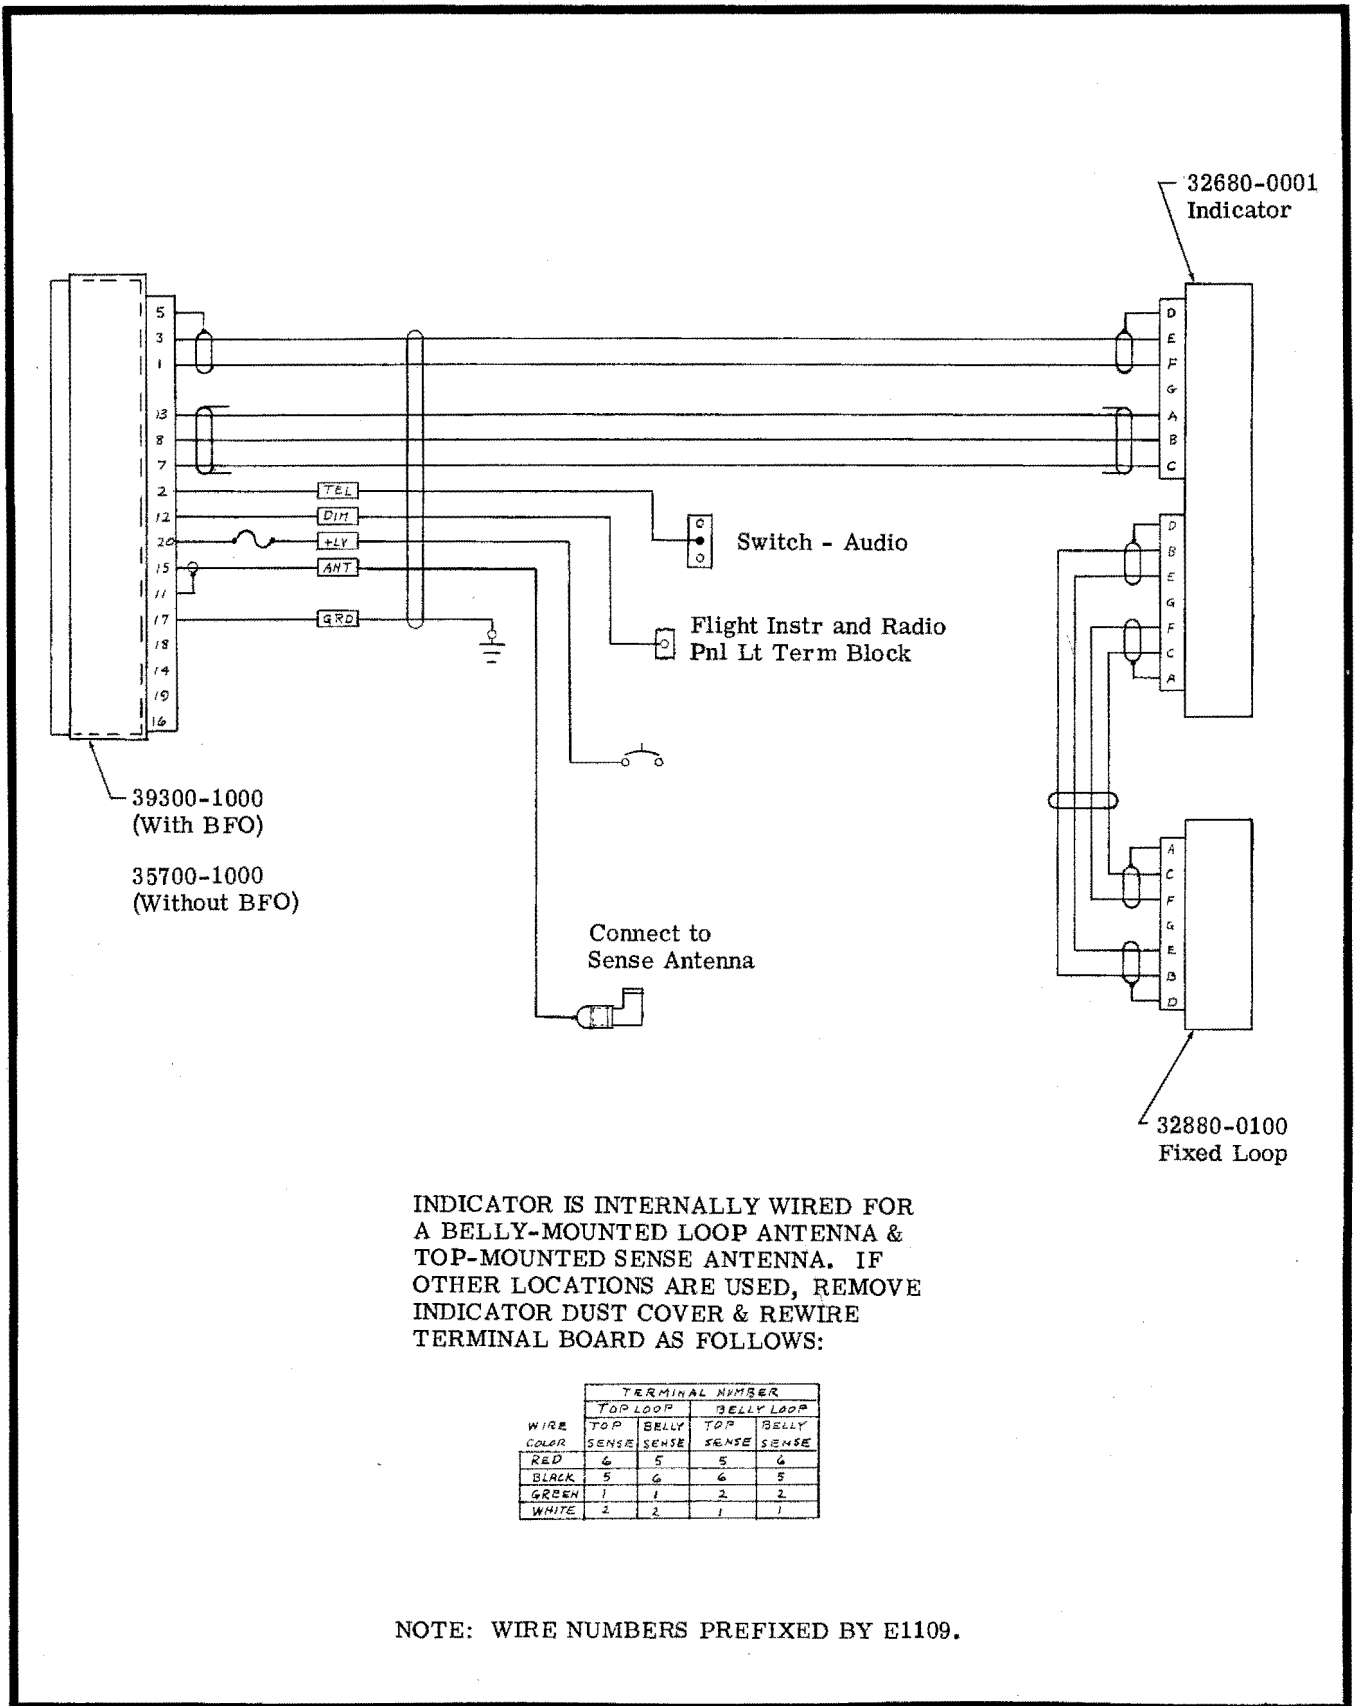 32680-0001
Indicator
5
3
1
13
8
7
2
12
20
15
11
17
18
14
19
16
TEL
DIM
+LV
ANT
GRD
D
E
F
G
A
B
C
D
B
E
G
F
C
A
Switch - Audio
Flight Instr and Radio
Pnl Lt Term Block
39300-1000
(With BFO)
35700-1000
(Without BFO)
A
C
F
G
E
B
D
Connect to
Sense Antenna
32880-0100
Fixed Loop
INDICATOR IS INTERNALLY WIRED FOR
A BELLY-MOUNTED LOOP ANTENNA &
TOP-MOUNTED SENSE ANTENNA. IF
OTHER LOCATIONS ARE USED, REMOVE
INDICATOR DUST COVER & REWIRE
TERMINAL BOARD AS FOLLOWS:
TERMINAL NUMBER
TOP LOOP BELLY LOOP
WIRE TOP BELLY TOP BELLY
COLOR SENSE SENSE SENSE SENSE
RED 6 5 5 6
BLACK 5 6 6 5
GREEN 1 1 2 2
WHITE 2 2 1 1
NOTE: WIRE NUMBERS PREFIXED BY E1109.